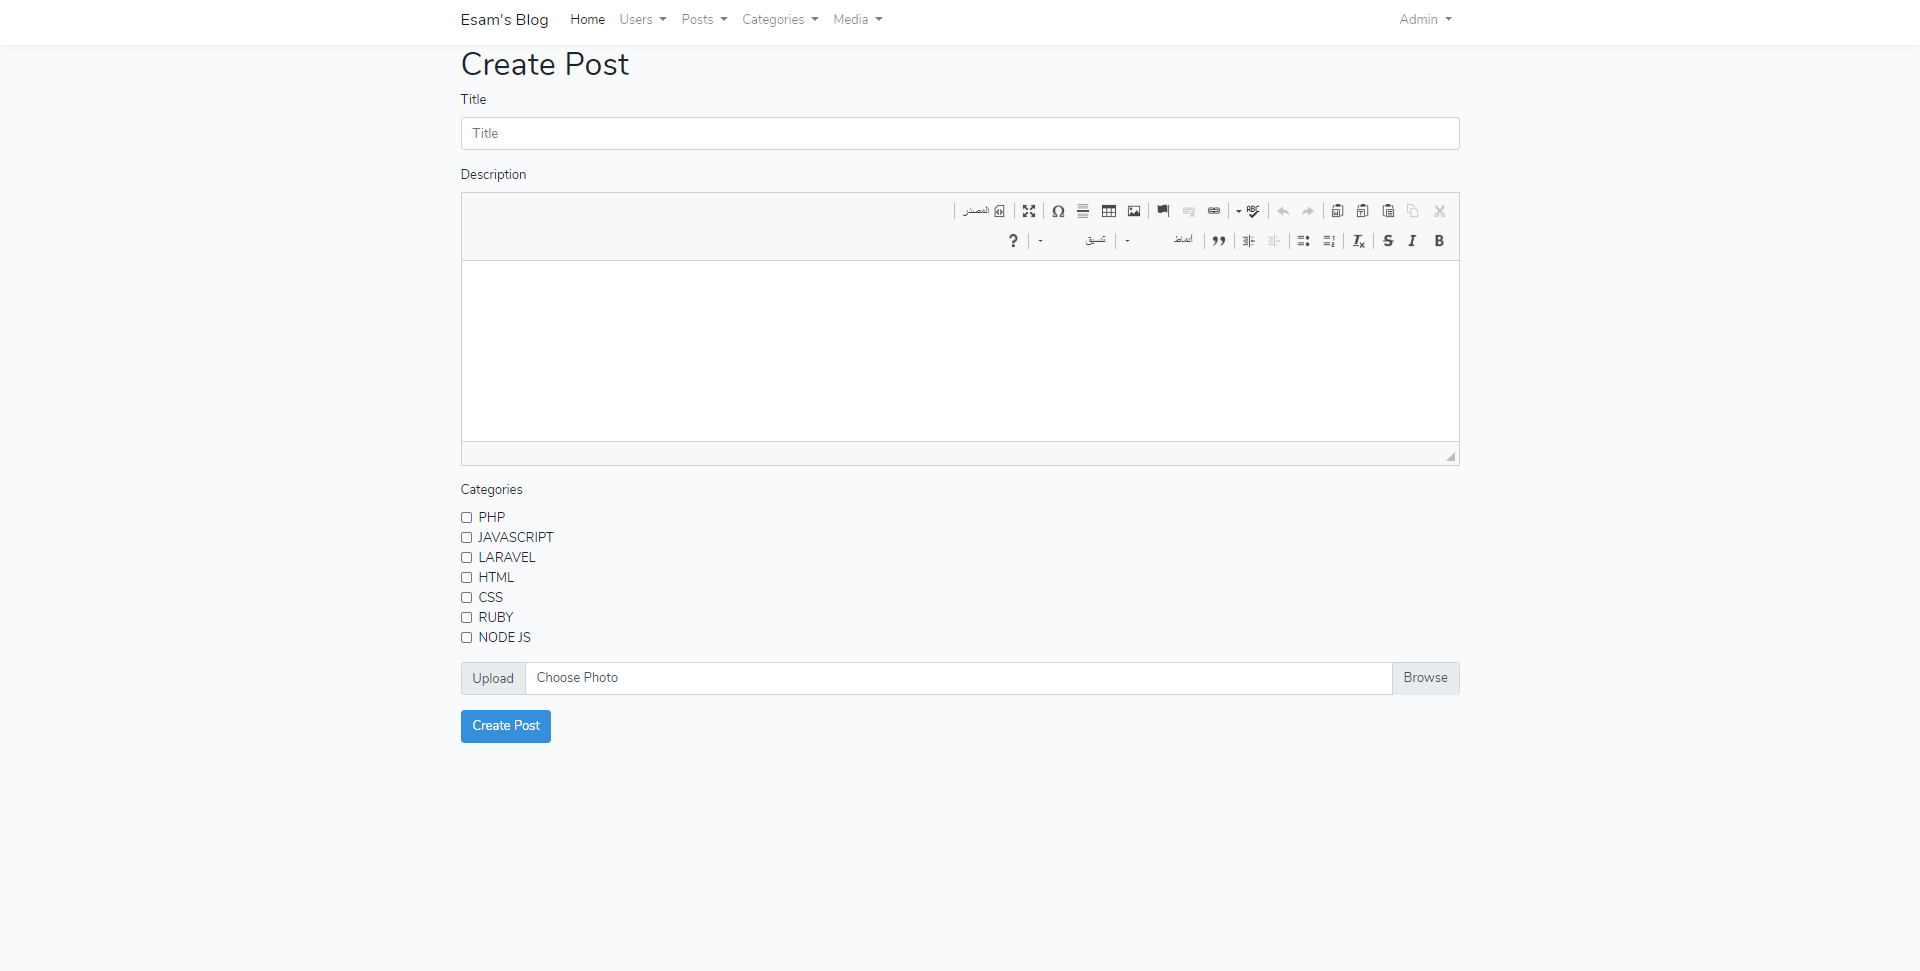 Esam's Blog Home Users Posts Categories Media Admin
Create Post
Title
Title
Description
المصدر
? تنسيق أنماط B I S
Categories
PHP
JAVASCRIPT
LARAVEL
HTML
CSS
RUBY
NODE JS
Upload Choose Photo Browse
Create Post